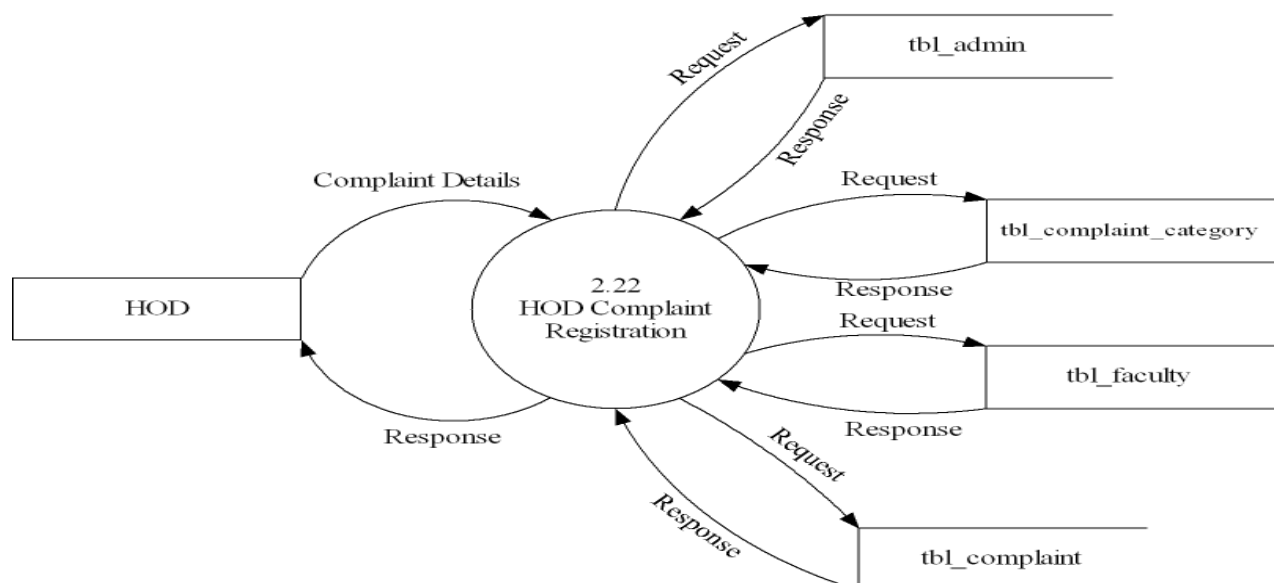 Request
tbl_admin
Response
Complaint Details
Request
tbl_complaint_category
Response
HOD
2.22
HOD Complaint
Registration
Request
tbl_faculty
Response
Response
Request
Response
tbl_complaint